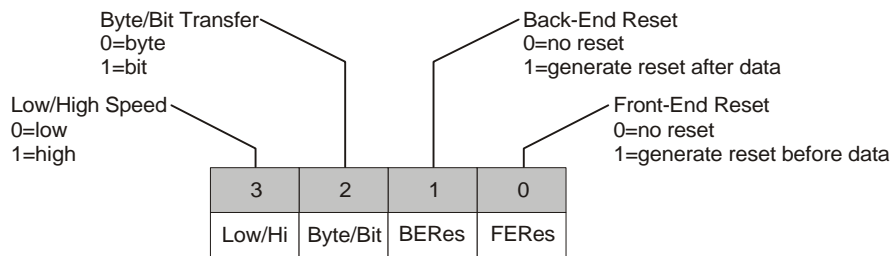 Byte/Bit Transfer
0=byte
1=bit
Back-End Reset
0=no reset
1=generate reset after data
Low/High Speed
0=low
1=high
Front-End Reset
0=no reset
1=generate reset before data
3 2 1 0
Low/Hi Byte/Bit BERes FERes